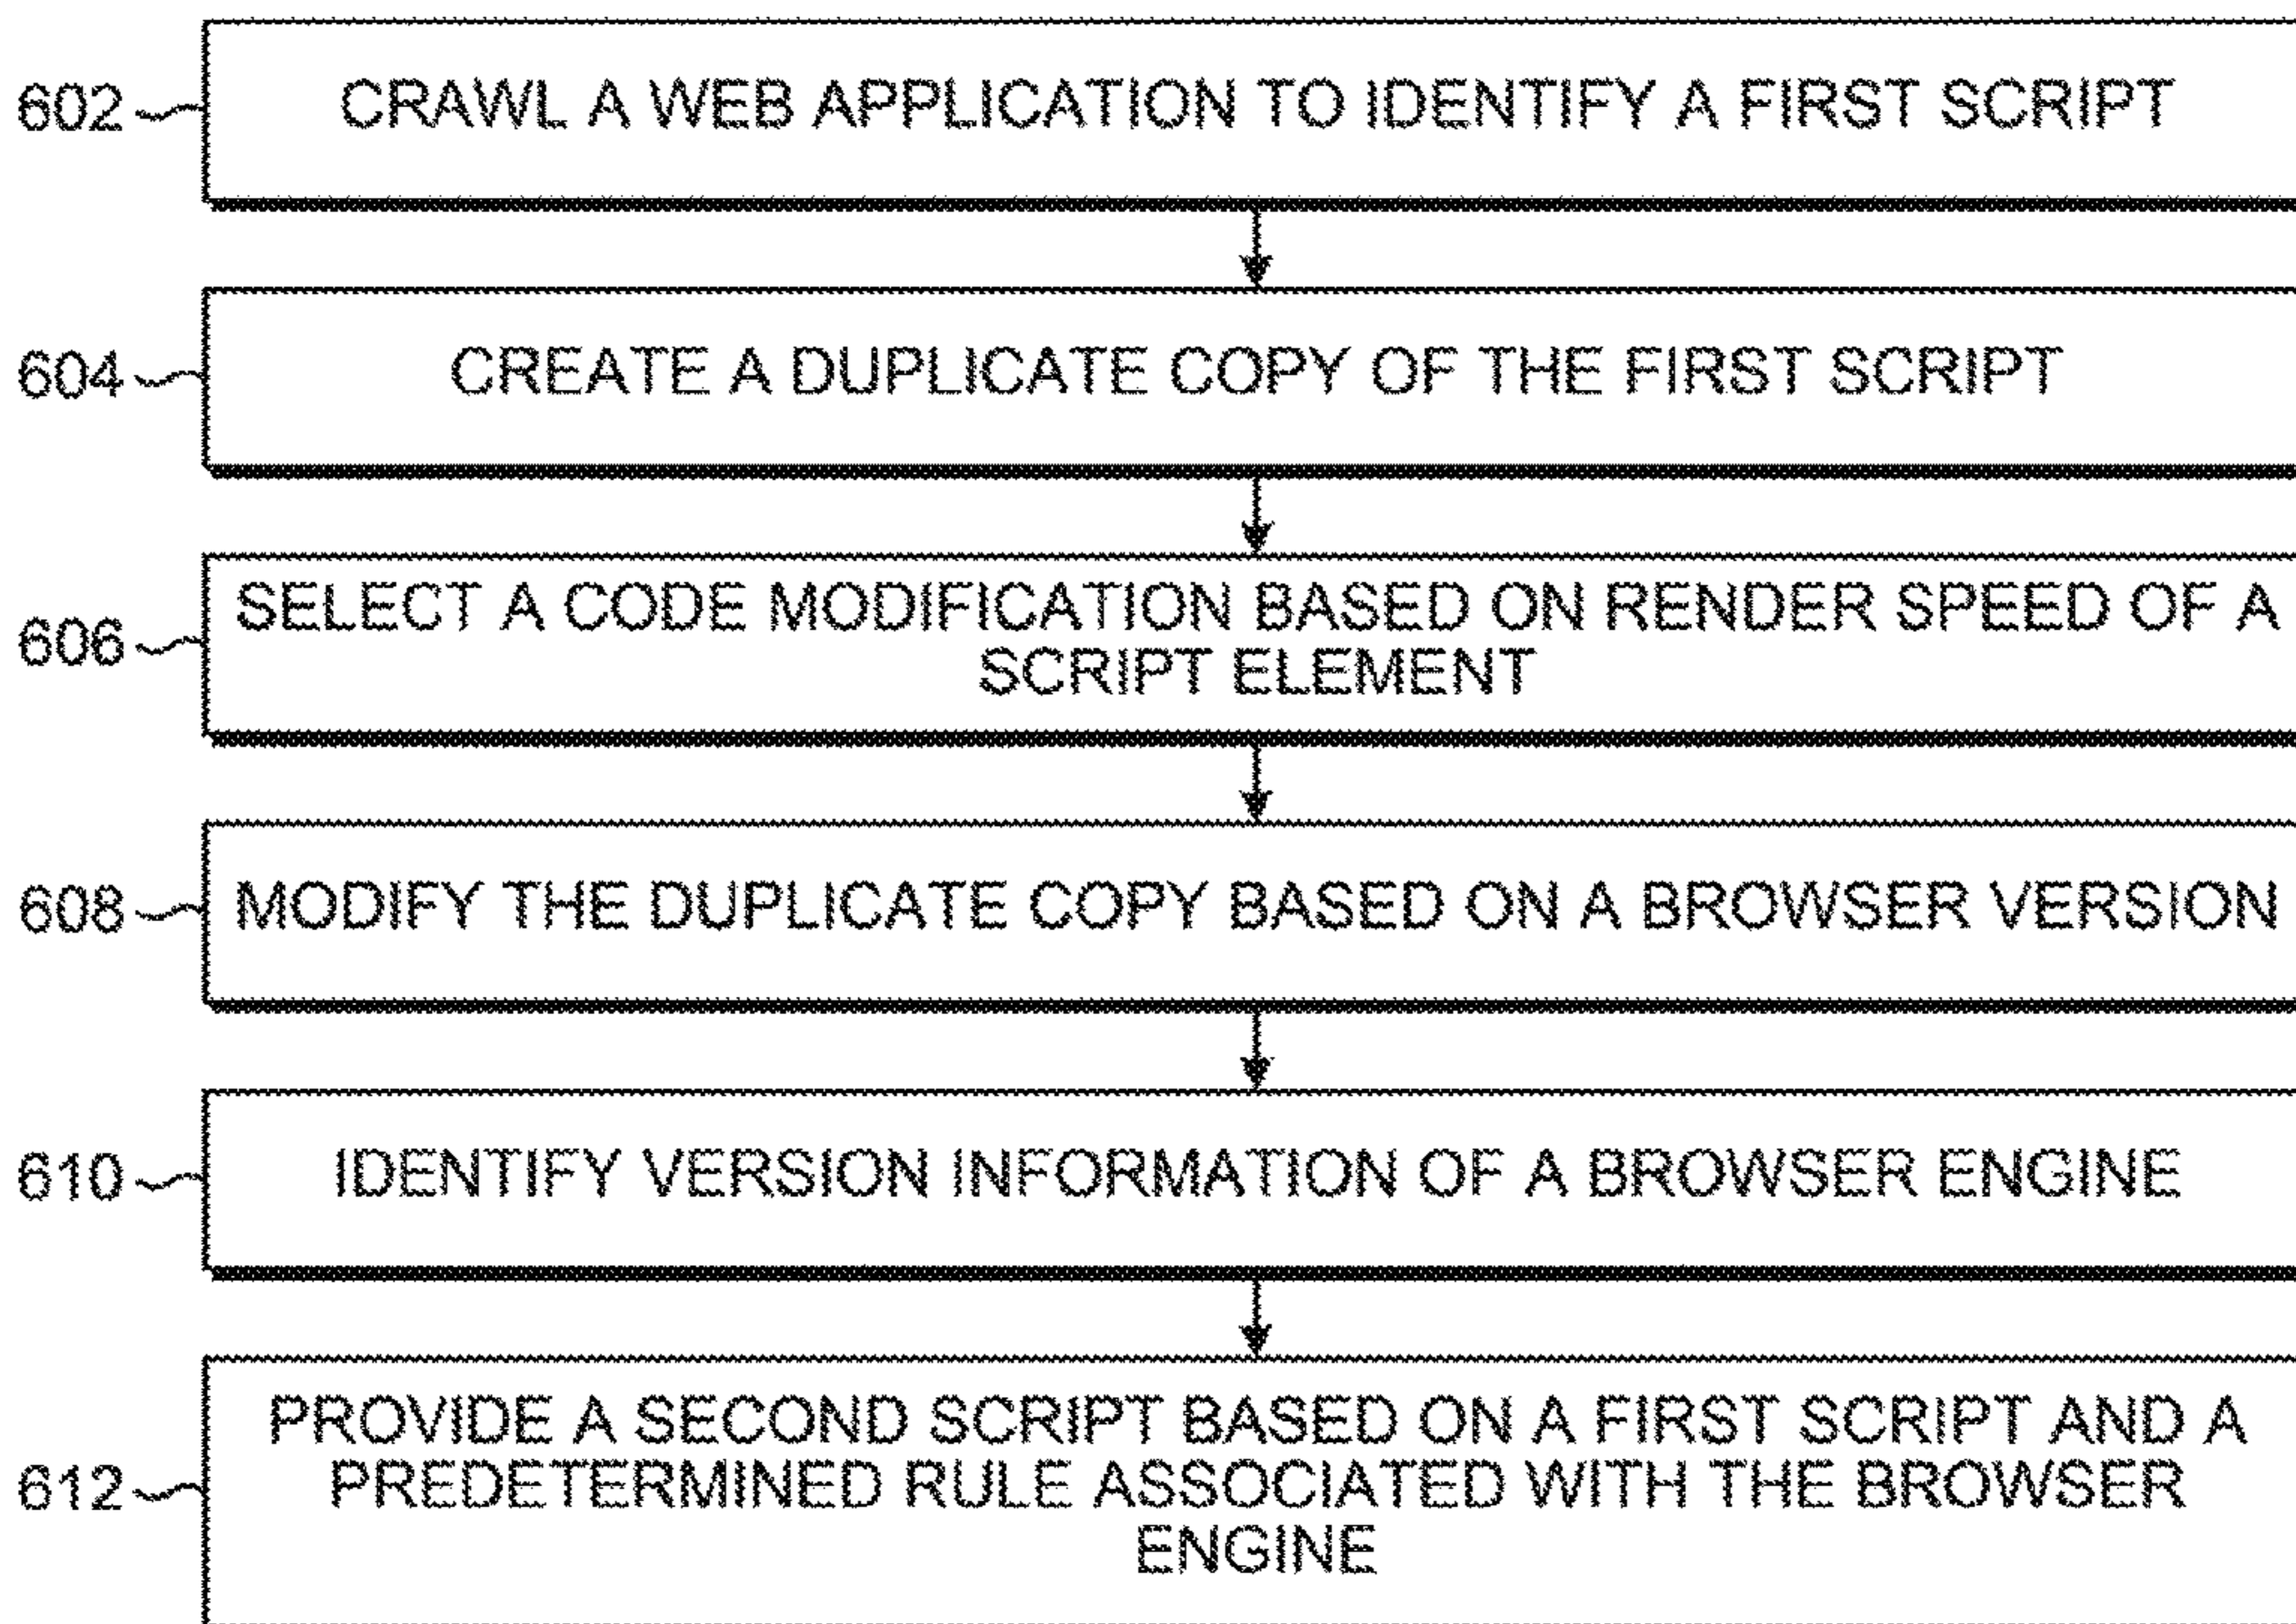 602 CRAWL A WEB APPLICATION TO IDENTIFY A FIRST SCRIPT
604 CREATE A DUPLICATE COPY OF THE FIRST SCRIPT
606 SELECT A CODE MODIFICATION BASED ON RENDER SPEED OF A
SCRIPT ELEMENT
608 MODIFY THE DUPLICATE COPY BASED ON A BROWSER VERSION
610 IDENTIFY VERSION INFORMATION OF A BROWSER ENGINE
PROVIDE A SECOND SCRIPT BASED ON A FIRST SCRIPT AND A
612 PREDETERMINED RULE ASSOCIATED WITH THE BROWSER
ENGINE